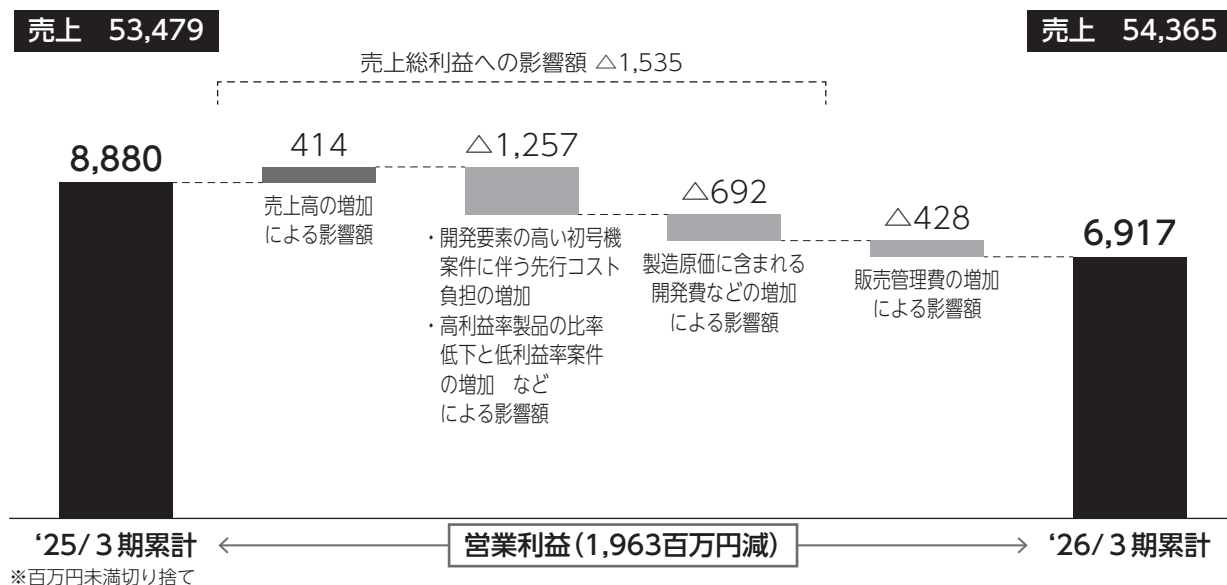 売上　53,479
売上　54,365
売上総利益への影響額 △1,535
8,880
414
売上高の増加
による影響額
△1,257
・開発要素の高い初号機
案件に伴う先行コスト
負担の増加
・高利益率製品の比率
低下と低利益率案件
の増加　など
による影響額
△692
製造原価に含まれる
開発費などの増加
による影響額
△428
販売管理費の増加
による影響額
6,917
‘25/３期累計
営業利益（1,963百万円減）
‘26/３期累計
※百万円未満切り捨て